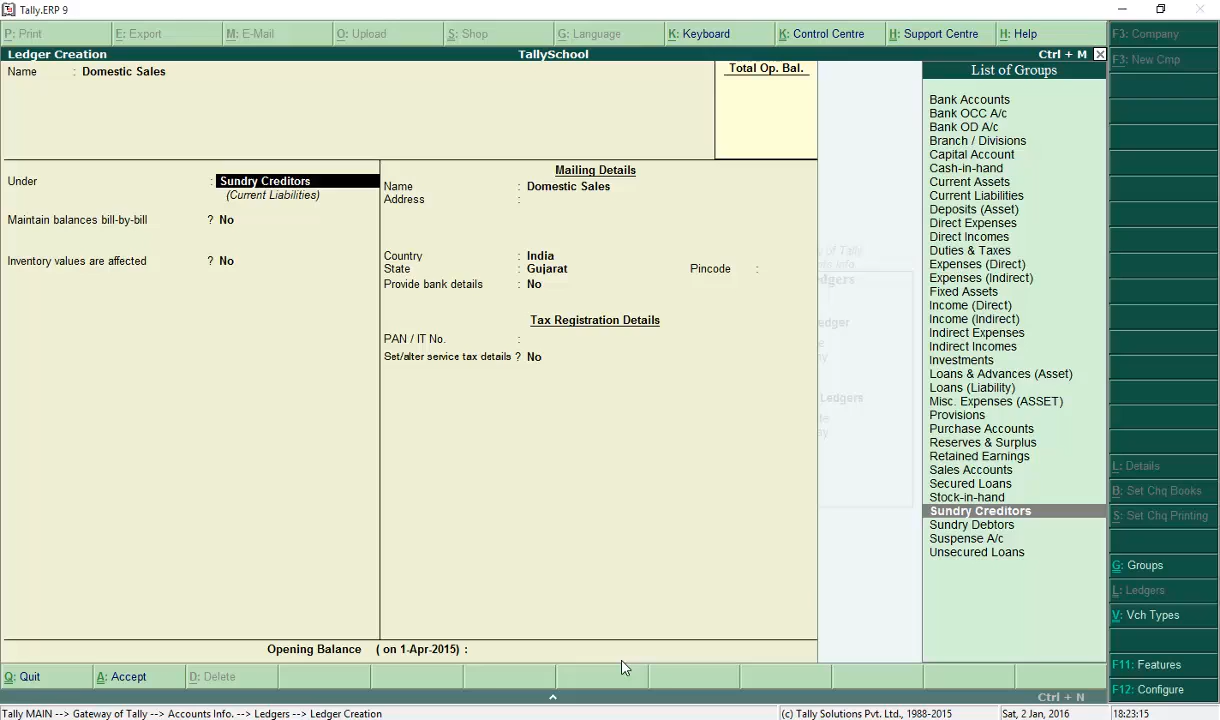 Tally.ERP 9
P: Print
E: Export
M: E-Mail
O: Upload
S: Shop
G: Language
K: Keyboard
K: Control Centre
H: Support Centre
H: Help
F3: Company
F3: New Cmp
Ledger Creation
TallySchool
Ctrl + M
Name : Domestic Sales
Total Op. Bal.
Under : Sundry Creditors
(Current Liabilities)
Maintain balances bill-by-bill ? No
Inventory values are affected ? No
Mailing Details
Name : Domestic Sales
Address :
Country : India
State : Gujarat
Pincode :
Provide bank details : No
Tax Registration Details
PAN / IT No. :
Set/alter service tax details ? No
Opening Balance ( on 1-Apr-2015) :
y of Tally
dgers
edger
Ledgers
List of Groups
Bank Accounts
Bank OCC A/c
Bank OD A/c
Branch / Divisions
Capital Account
Cash-in-hand
Current Assets
Current Liabilities
Deposits (Asset)
Direct Expenses
Direct Incomes
Duties & Taxes
Expenses (Direct)
Expenses (Indirect)
Fixed Assets
Income (Direct)
Income (Indirect)
Indirect Expenses
Indirect Incomes
Investments
Loans & Advances (Asset)
Loans (Liability)
Misc. Expenses (ASSET)
Provisions
Purchase Accounts
Reserves & Surplus
Retained Earnings
Sales Accounts
Secured Loans
Stock-in-hand
Sundry Creditors
Sundry Debtors
Suspense A/c
Unsecured Loans
L: Details
B: Set Chq Books
S: Set Chq Printing
G: Groups
L: Ledgers
V: Vch Types
F11: Features
F12: Configure
Q: Quit
A: Accept
D: Delete
Ctrl + N
Tally MAIN --> Gateway of Tally --> Accounts Info. --> Ledgers --> Ledger Creation
(c) Tally Solutions Pvt. Ltd., 1988-2015
Sat, 2 Jan, 2016
18:23:15